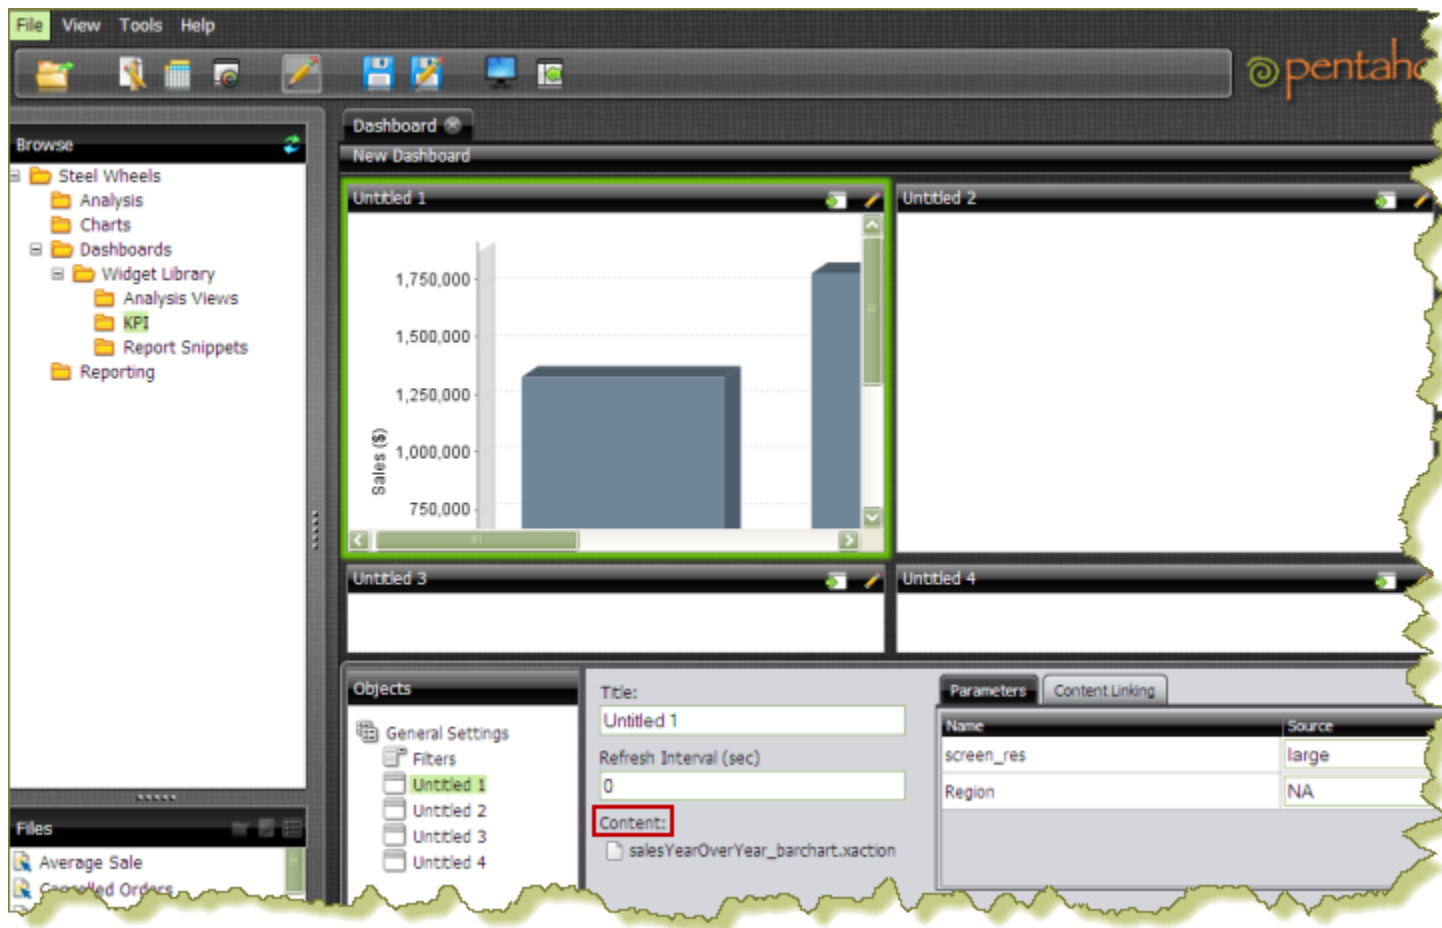 File View Tools Help
pentaho
Browse
Steel Wheels
Analysis
Charts
Dashboards
Widget Library
Analysis Views
KPI
Report Snippets
Reporting
Files
Average Sale
Cancelled Orders
Dashboard
New Dashboard
Untitled 1
1,750,000
1,500,000
1,250,000
1,000,000
750,000
Sales ($)
Untitled 2
Untitled 3
Untitled 4
Objects
General Settings
Filters
Untitled 1
Untitled 2
Untitled 3
Untitled 4
Title:
Untitled 1
Refresh Interval (sec)
0
Content:
salesYearOverYear_barchart.xaction
Parameters Content Linking
Name Source
screen_res large
Region NA